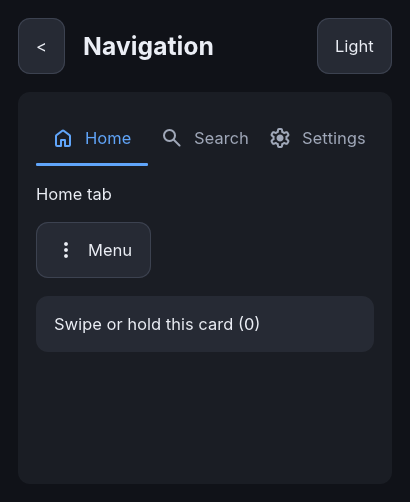 < Navigation Light
Home Search Settings
Home tab
Menu
Swipe or hold this card (0)